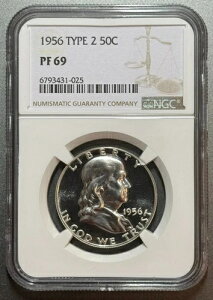 1956 TYPE 2 50C
PF 69
6793431-025
NUMISMATIC GUARANTY COMPANY
NGC
LIBERTY
1956
IN GOD WE TRUST